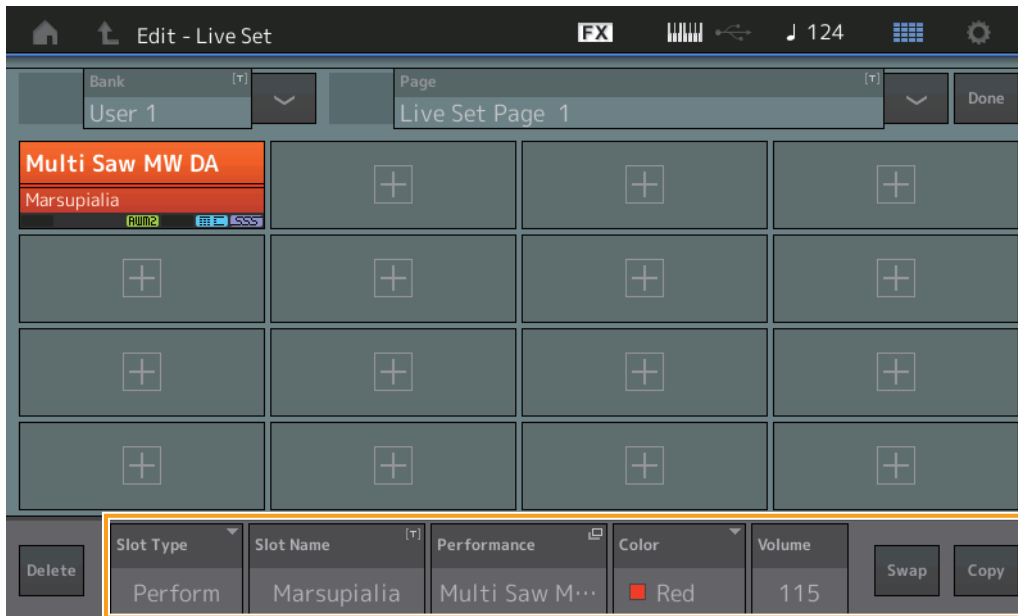 Edit - Live Set FX ♩ 124
Bank [T] Page [T]
User 1 Live Set Page 1 Done
Multi Saw MW DA
Marsupialia
AWM2 MC SSS
Slot Type Slot Name [T] Performance Color Volume
Delete Swap Copy
Perform Marsupialia Multi Saw M… Red 115